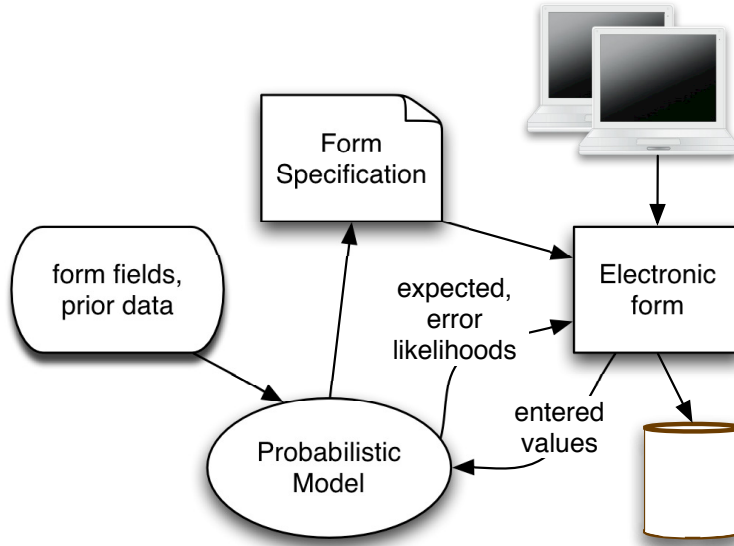 Form
Specification
form fields,
prior data
Electronic
form
expected,
error
likelihoods
entered
values
Probabilistic
Model